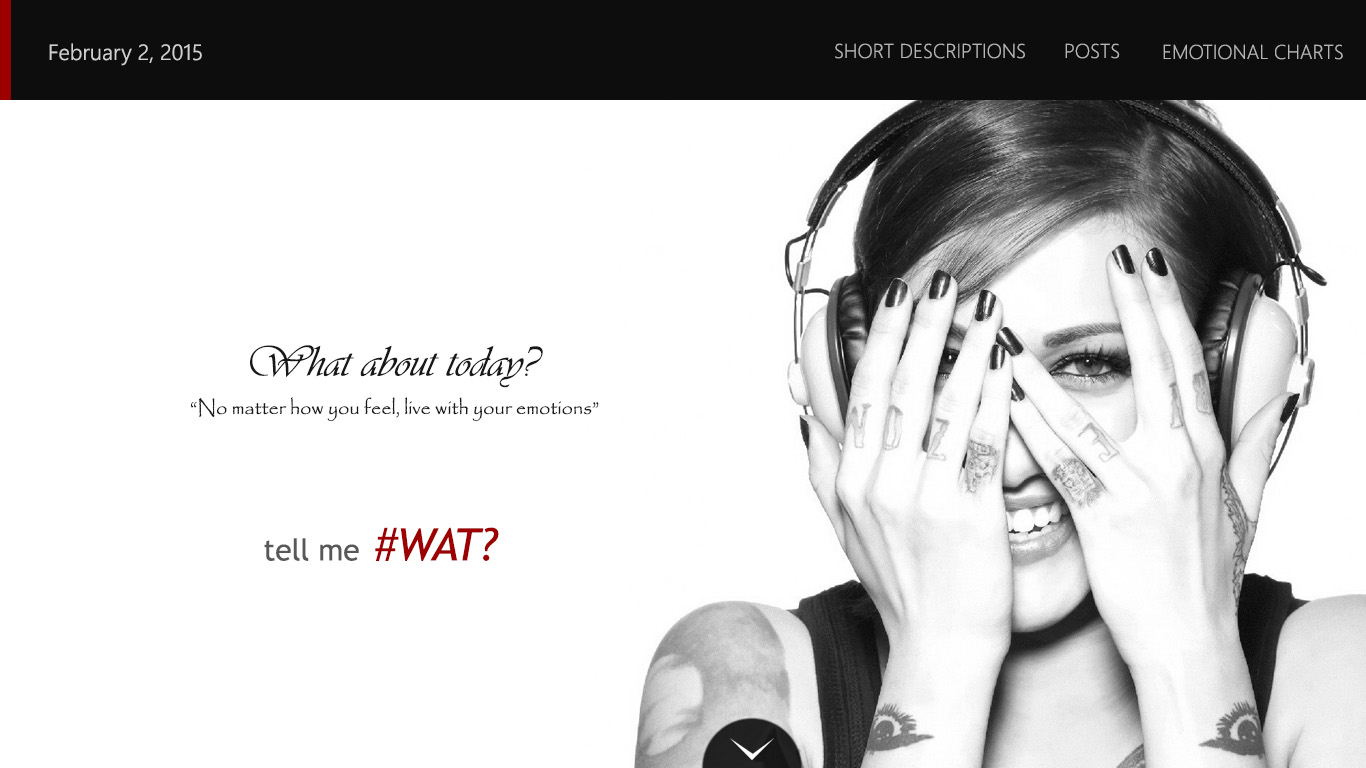 February 2, 2015
SHORT DESCRIPTIONS
POSTS
EMOTIONAL CHARTS
What about today?
“No matter how you feel, live with your emotions”
tell me #WAT?